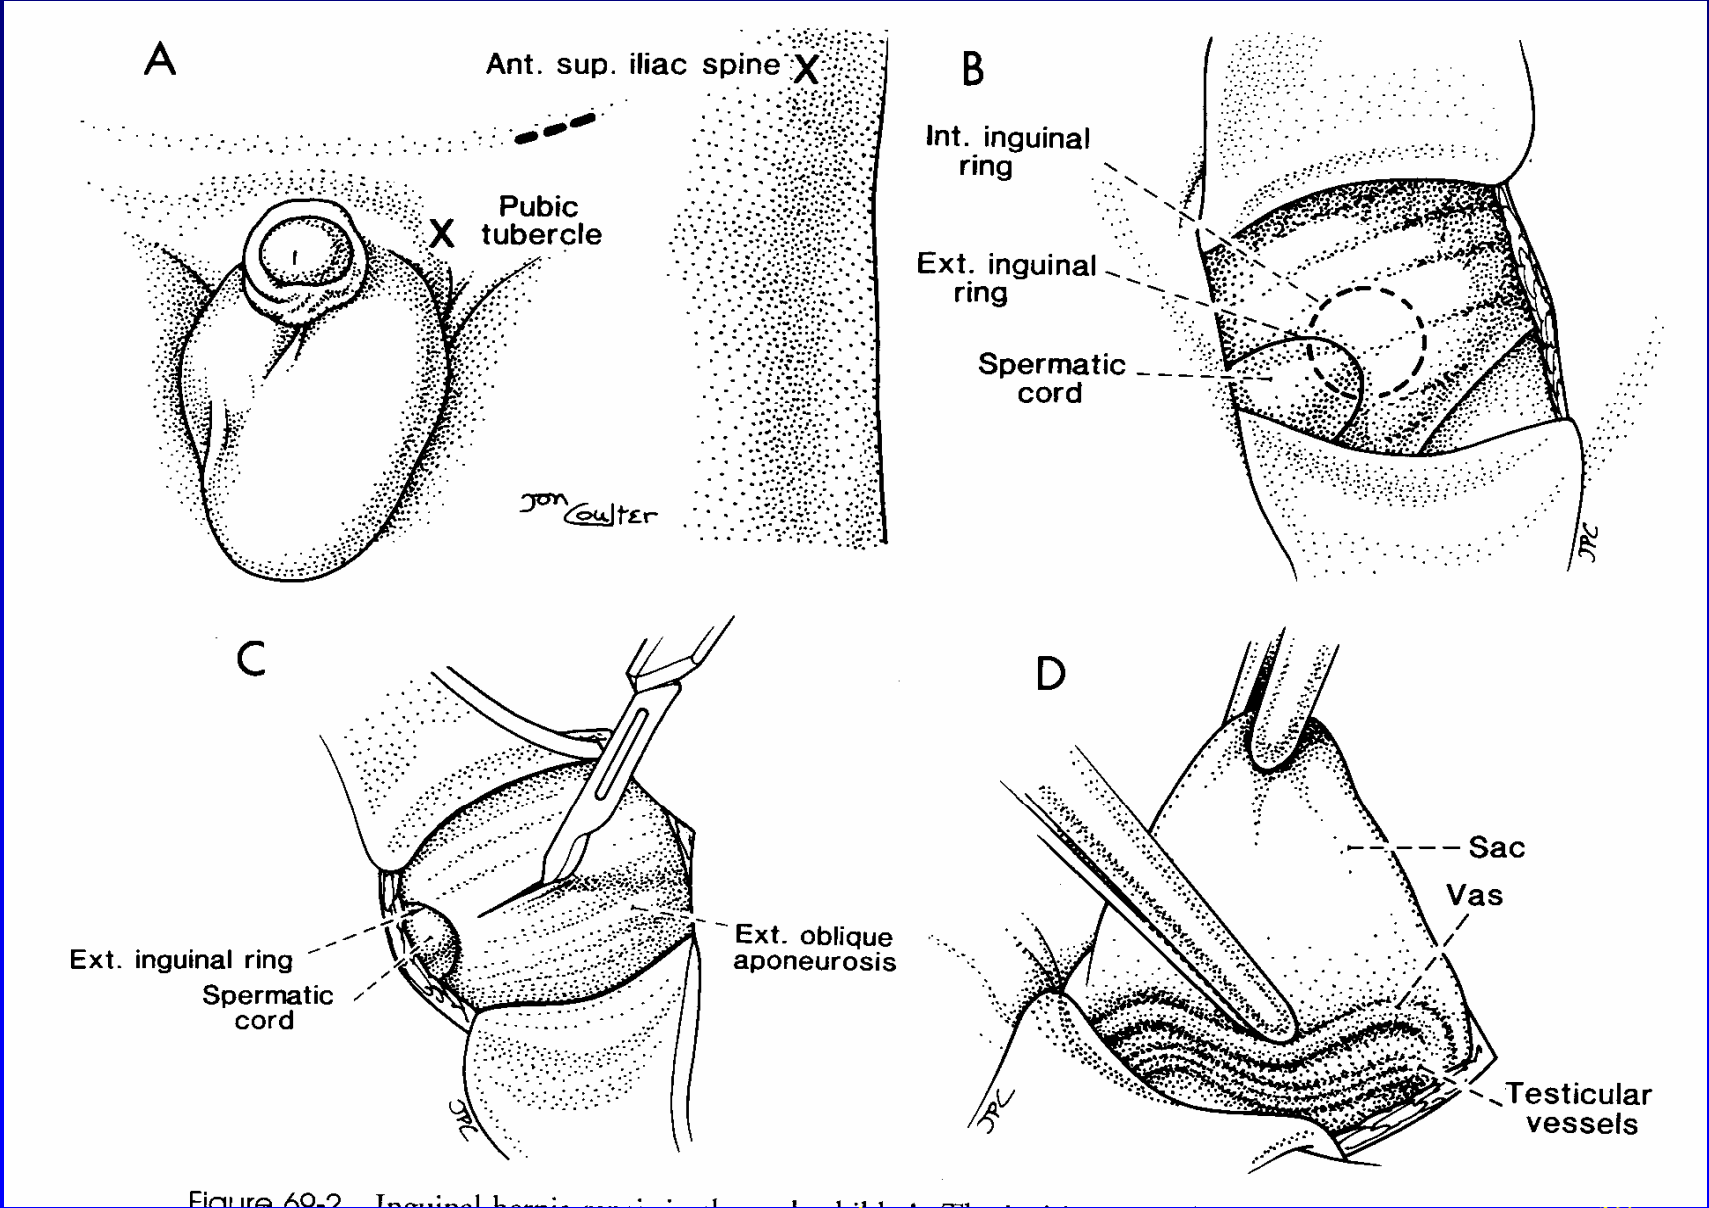 A
Ant. sup. iliac spine X
X Pubic
tubercle
Jon
Coulter
B
Int. inguinal
ring
Ext. inguinal
ring
Spermatic
cord
JPC
C
Ext. inguinal ring
Spermatic
cord
Ext. oblique
aponeurosis
JPC
D
Sac
Vas
Testicular
vessels
JPC
Figure 69-2 Inguinal hernia repair in the male child A The